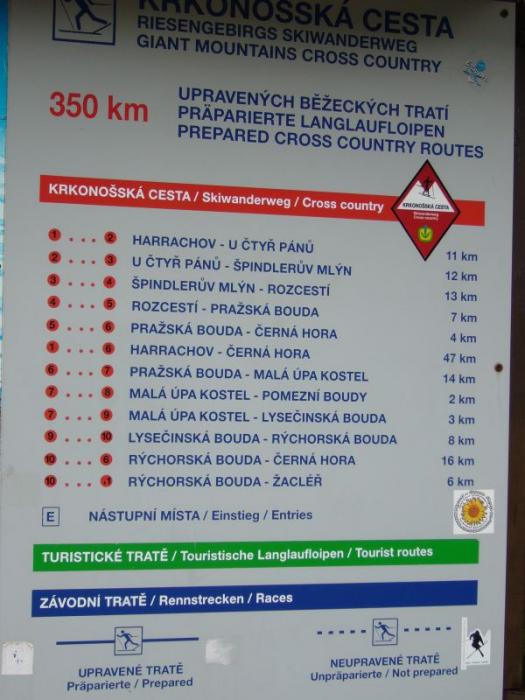 KRKONOŠSKÁ CESTA
RIESENGEBIRGS SKIWANDERWEG
GIANT MOUNTAINS CROSS COUNTRY
350 km
UPRAVENÝCH BĚŽECKÝCH TRATÍ
PRÄPARIERTE LANGLAUFLOIPEN
PREPARED CROSS COUNTRY ROUTES
KRKONOŠSKÁ CESTA / Skiwanderweg / Cross country
KRKONOŠSKÁ CESTA
Skiwanderweg
Cross country
1 . . . 2 HARRACHOV - U ČTYŘ PÁNŮ 11 km
2 . . . 3 U ČTYŘ PÁNŮ - ŠPINDLERŮV MLÝN 12 km
3 . . . 4 ŠPINDLERŮV MLÝN - ROZCESTÍ 13 km
4 . . . 5 ROZCESTÍ - PRAŽSKÁ BOUDA 7 km
5 . . . 6 PRAŽSKÁ BOUDA - ČERNÁ HORA 4 km
1 . . . 6 HARRACHOV - ČERNÁ HORA 47 km
6 . . . 7 PRAŽSKÁ BOUDA - MALÁ ÚPA KOSTEL 14 km
7 . . . 8 MALÁ ÚPA KOSTEL - POMEZNÍ BOUDY 2 km
7 . . . 9 MALÁ ÚPA KOSTEL - LYSEČINSKÁ BOUDA 3 km
9 . . . 10 LYSEČINSKÁ BOUDA - RÝCHORSKÁ BOUDA 8 km
10 . . . 6 RÝCHORSKÁ BOUDA - ČERNÁ HORA 16 km
10 . . . RÝCHORSKÁ BOUDA - ŽACLÉŘ 6 km
E NÁSTUPNÍ MÍSTA / Einstieg / Entries
TURISTICKÉ TRATĚ / Touristische Langlaufloipen / Tourist routes
ZÁVODNÍ TRATĚ / Rennstrecken / Races
UPRAVENÉ TRATĚ
Präparierte / Prepared
NEUPRAVENÉ TRATĚ
Unpräparierte / Not prepared